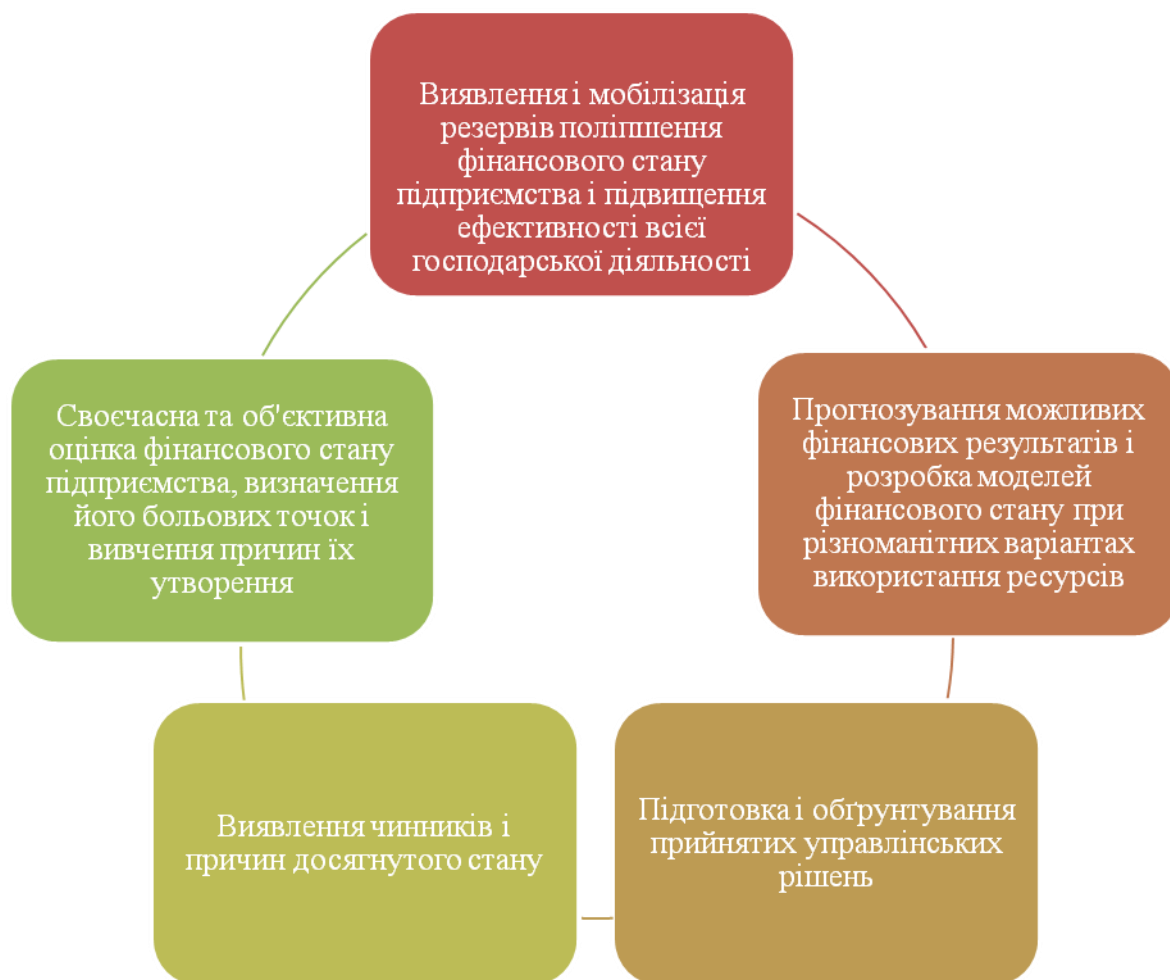 Виявлення і мобілізація
резервів поліпшення
фінансового стану
підприємства і підвищення
ефективності всієї
господарської діяльності
Прогнозування можливих
фінансових результатів і
розробка моделей
фінансового стану при
різноманітних варіантах
використання ресурсів
Підготовка і обґрунтування
прийнятих управлінських
рішень
Виявлення чинників і
причин досягнутого стану
Своєчасна та об'єктивна
оцінка фінансового стану
підприємства, визначення
його больових точок і
вивчення причин їх
утворення